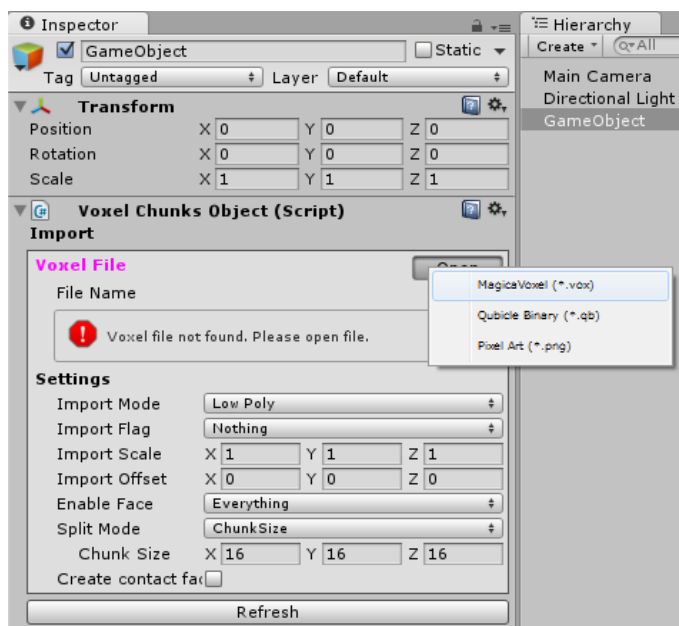 Inspector
GameObject Static
Tag Untagged Layer Default
Transform
Position X 0 Y 0 Z 0
Rotation X 0 Y 0 Z 0
Scale X 1 Y 1 Z 1
Voxel Chunks Object (Script)
Import
Voxel File Open
File Name
Voxel file not found. Please open file.
Settings
Import Mode Low Poly
Import Flag Nothing
Import Scale X 1 Y 1 Z 1
Import Offset X 0 Y 0 Z 0
Enable Face Everything
Split Mode ChunkSize
Chunk Size X 16 Y 16 Z 16
Create contact fac
Refresh
MagicaVoxel (*.vox)
Qubicle Binary (*.qb)
Pixel Art (*.png)
Hierarchy
Create All
Main Camera
Directional Light
GameObject